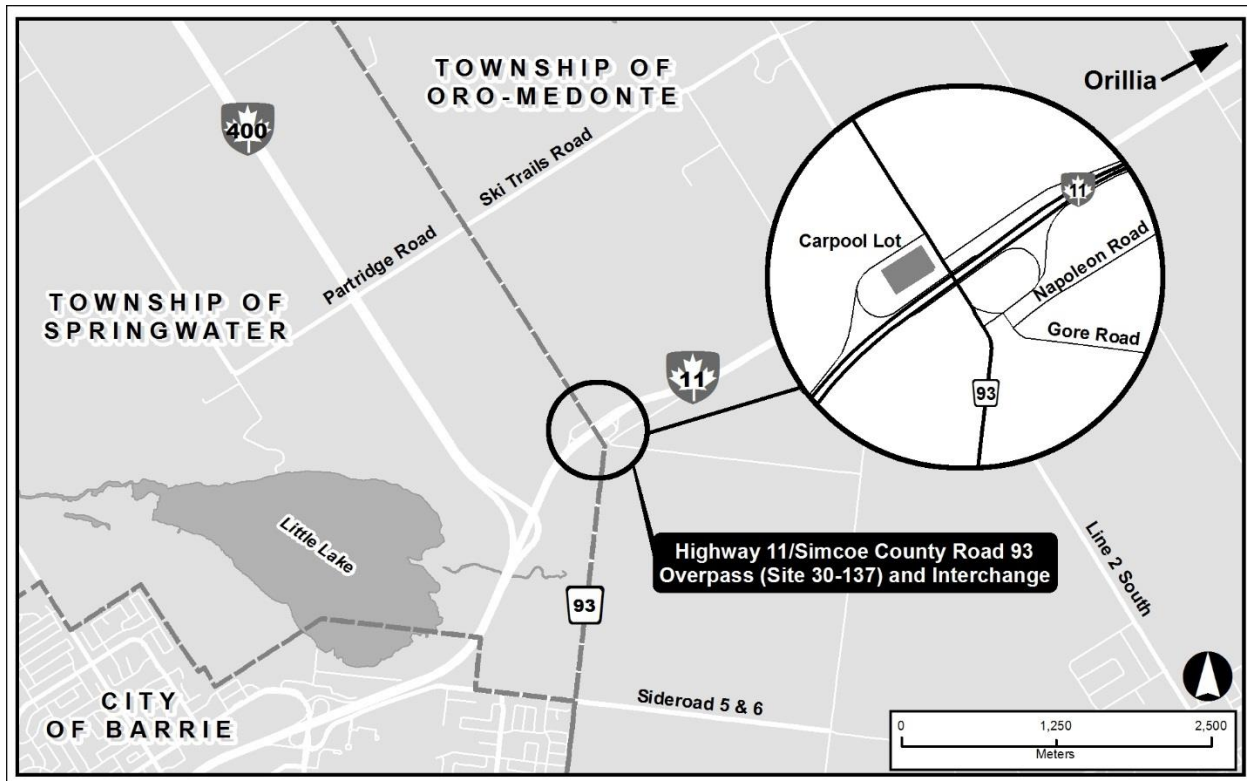 TOWNSHIP OF
ORO-MEDONTE
Orillia
400
Ski Trails Road
11
Carpool Lot
Napoleon Road
Partridge Road
Gore Road
TOWNSHIP OF
SPRINGWATER
93
11
Little Lake
Highway 11/Simcoe County Road 93
Overpass (Site 30-137) and Interchange
Line 2 South
93
CITY
OF BARRIE
Sideroad 5 & 6
0 1,250 2,500
Meters